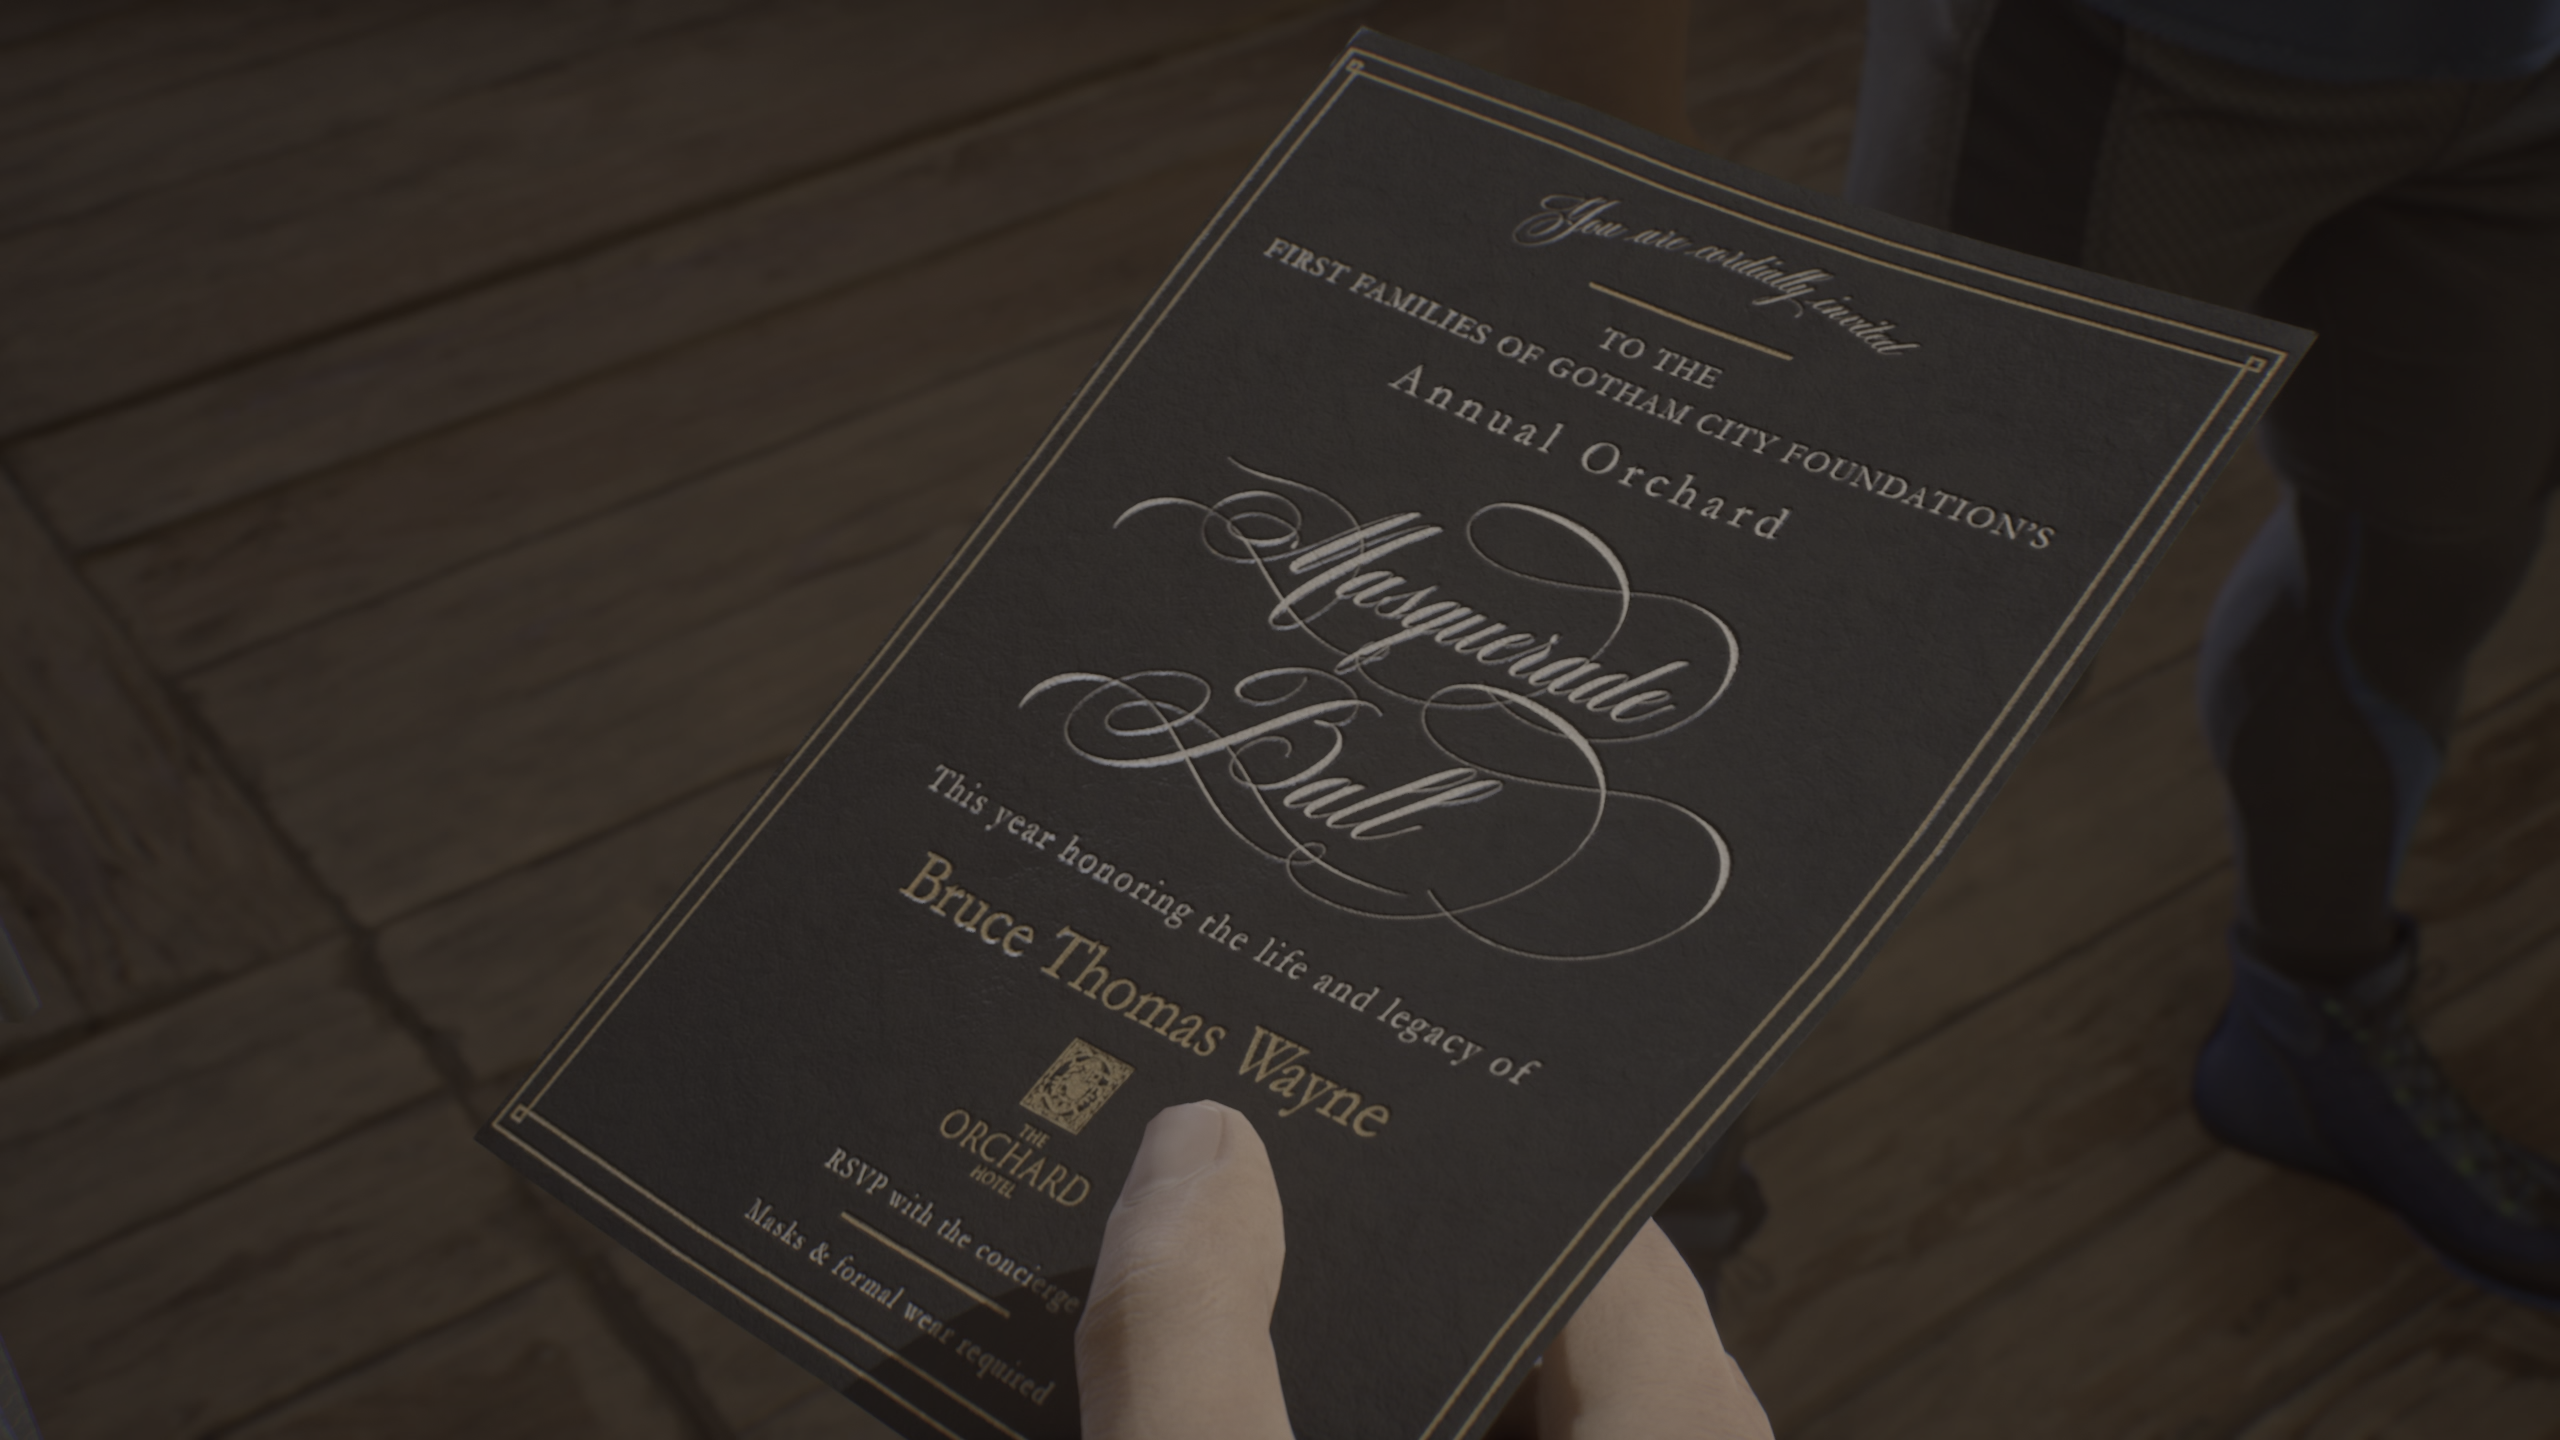 You are cordially invited
TO THE
FIRST FAMILIES OF GOTHAM CITY FOUNDATION'S
Annual Orchard
Masquerade
Ball
This year honoring the life and legacy of
Bruce Thomas Wayne
THE
ORCHARD
HOTEL
RSVP with the concierge
Masks & formal wear required